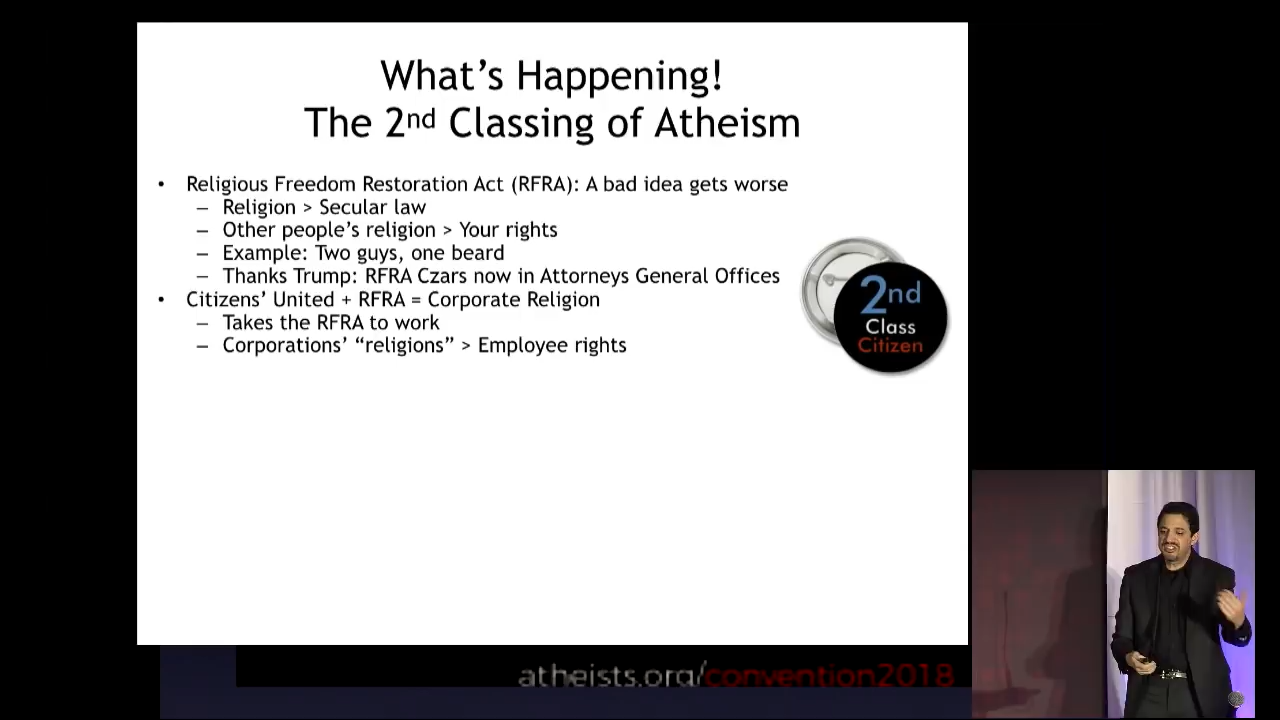 What's Happening!
The 2nd Classing of Atheism
• Religious Freedom Restoration Act (RFRA): A bad idea gets worse
– Religion > Secular law
– Other people's religion > Your rights
– Example: Two guys, one beard
– Thanks Trump: RFRA Czars now in Attorneys General Offices
• Citizens' United + RFRA = Corporate Religion
– Takes the RFRA to work
– Corporations' “religions” > Employee rights
2nd
Class
Citizen
atheists.org/convention2018